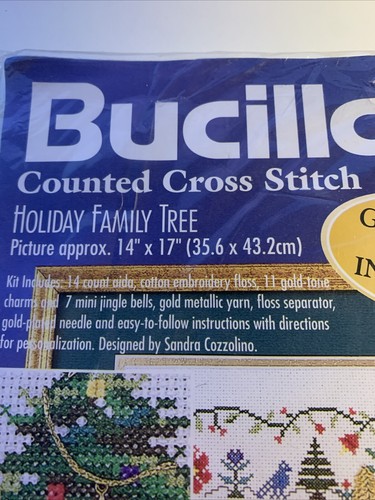 Bucilla
Counted Cross Stitch
HOLIDAY FAMILY TREE
Picture approx. 14" x 17" (35.6 x 43.2cm)
G
IN
Kit Includes: 14 count aida, cotton embroidery floss, 11 gold-tone
charms and 7 mini jingle bells, gold metallic yarn, floss separator,
gold-plated needle and easy-to-follow instructions with directions
for personalization. Designed by Sandra Cozzolino.